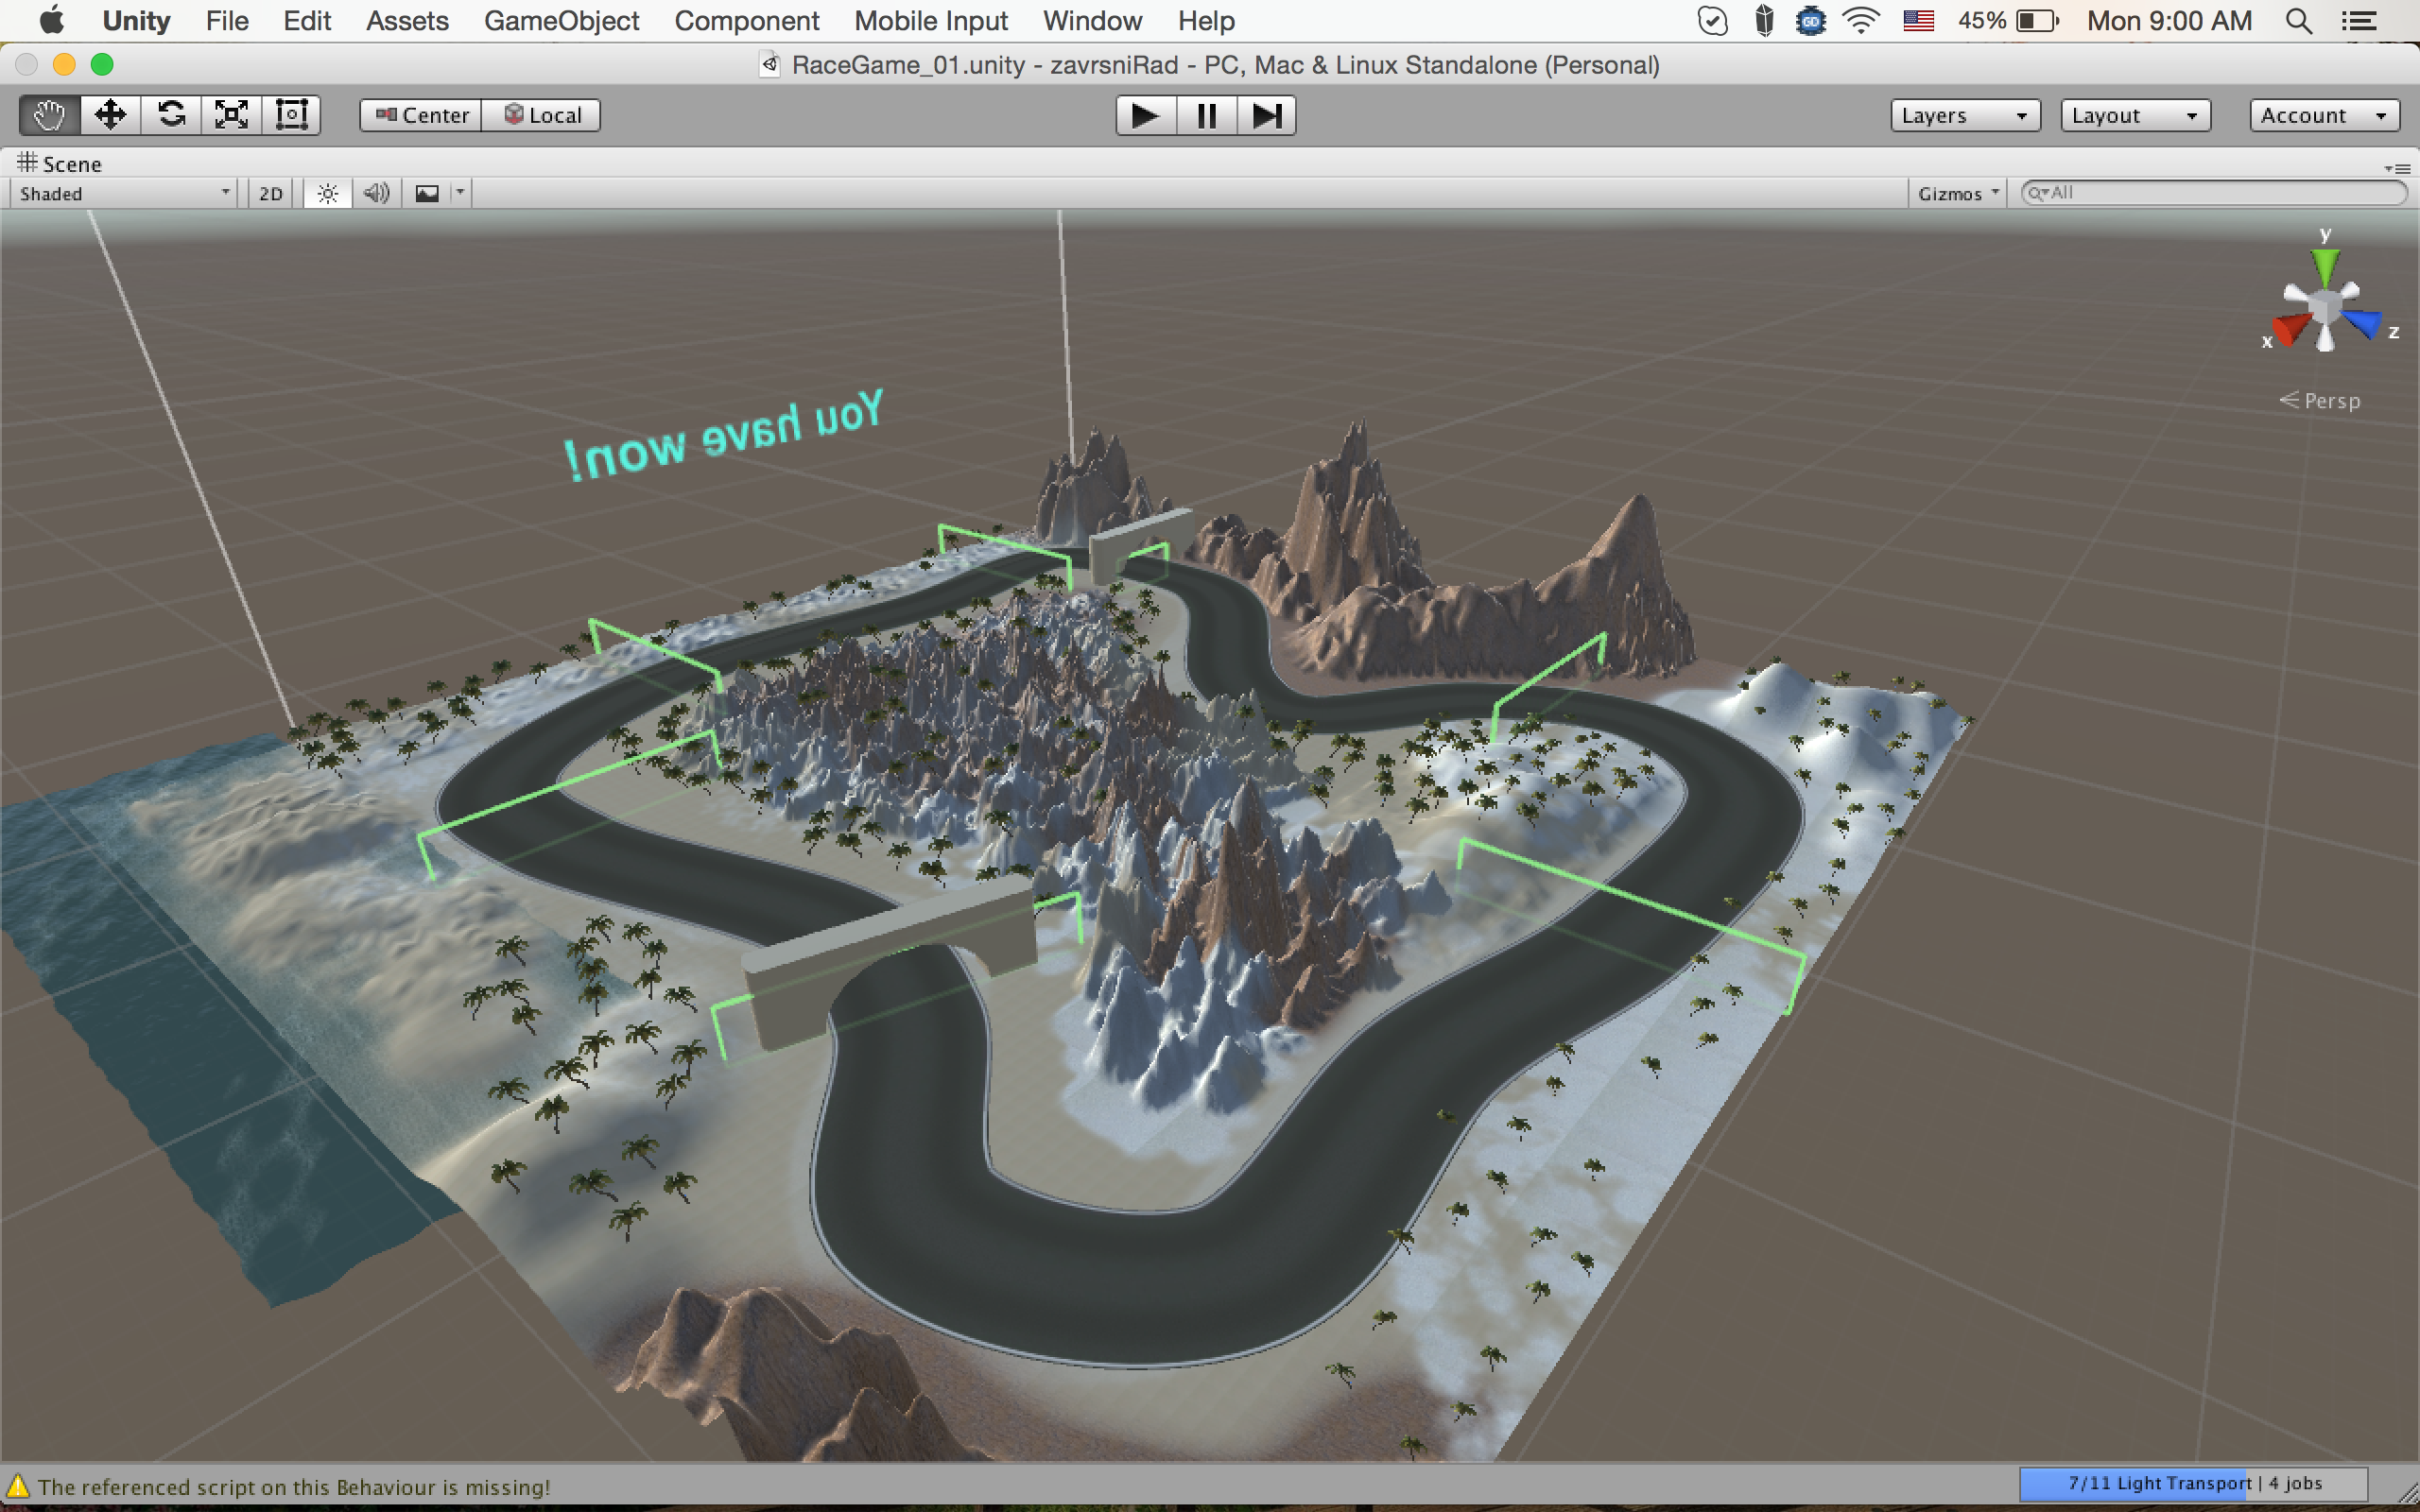 Unity File Edit Assets GameObject Component Mobile Input Window Help GD 45% Mon 9:00 AM
RaceGame_01.unity - zavrsniRad - PC, Mac & Linux Standalone (Personal)
Center Local Layers Layout Account
Scene
Shaded 2D Gizmos All
y
x z
Persp
You have won!
The referenced script on this Behaviour is missing! 7/11 Light Transport | 4 jobs